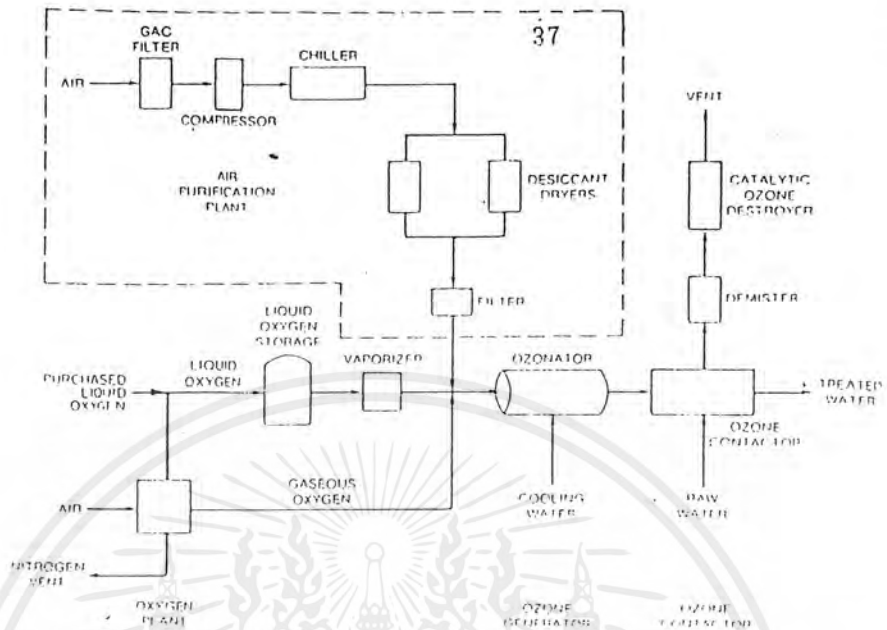 37
GAC
FILTER
CHILLER
AIR
COMPRESSOR
AIR
PURIFICATION
PLANT
DESICCANT
DRYERS
FILTER
VENT
CATALYTIC
OZONE
DESTROYER
DEMISTER
LIQUID
OXYGEN
STORAGE
PURCHASED
LIQUID
OXYGEN
LIQUID
OXYGEN
VAPORIZER
OZONATOR
TREATED
WATER
OZONE
CONTACTOR
AIR
GASEOUS
OXYGEN
COOLING
WATER
RAW
WATER
NITROGEN
VENT
OXYGEN
PLANT
OZONE
GENERATOR
OZONE
CONTACTOR